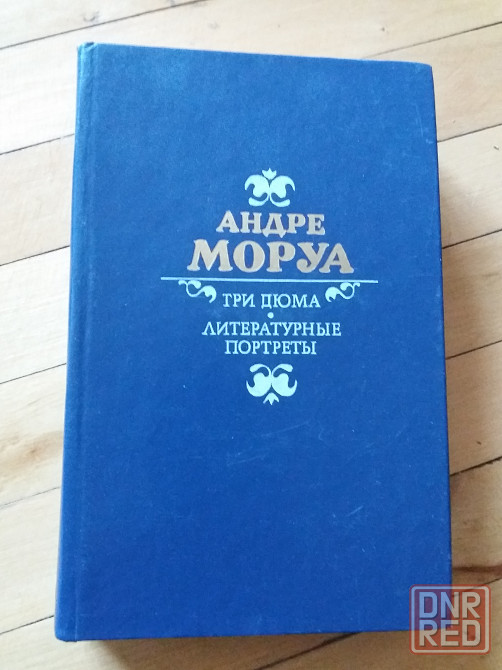 АНДРЕ
МОРУА
ТРИ ДЮМА
•
ЛИТЕРАТУРНЫЕ
ПОРТРЕТЫ
DNR
RED